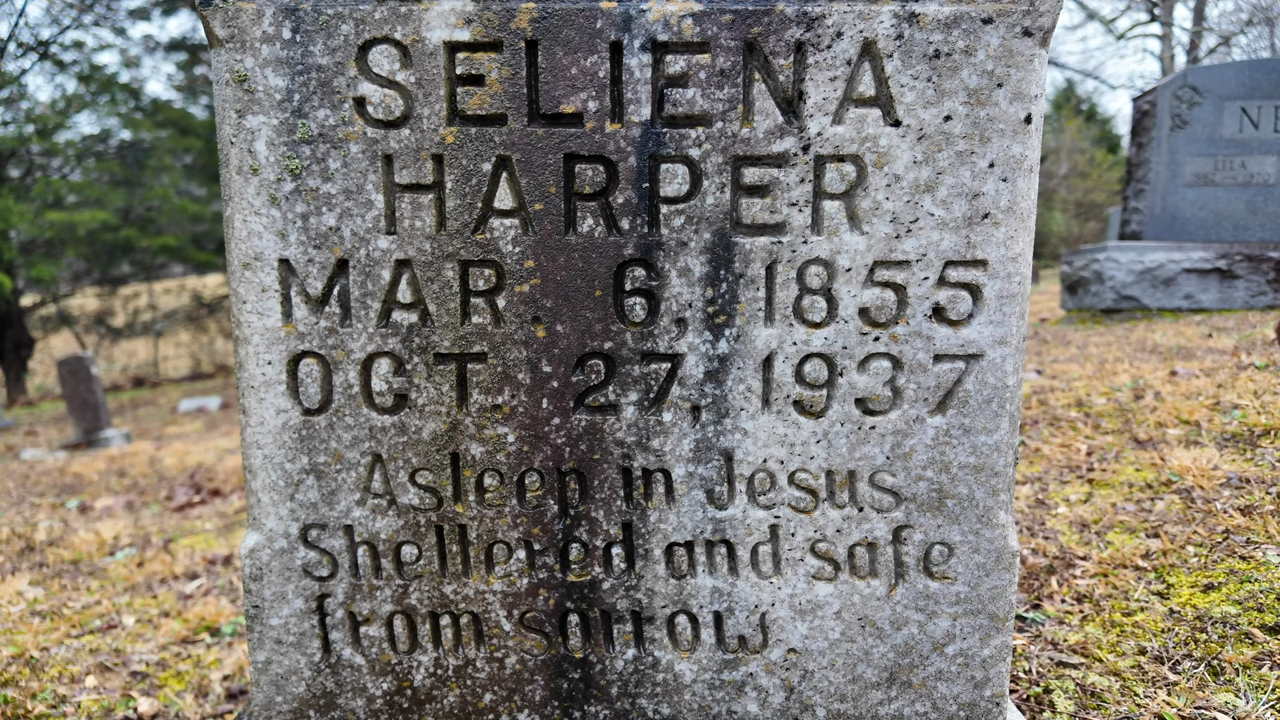 SELIENA
HARPER
MAR. 6, 1855
OCT. 27, 1937
Asleep in Jesus
Sheltered and safe
from sorrow.